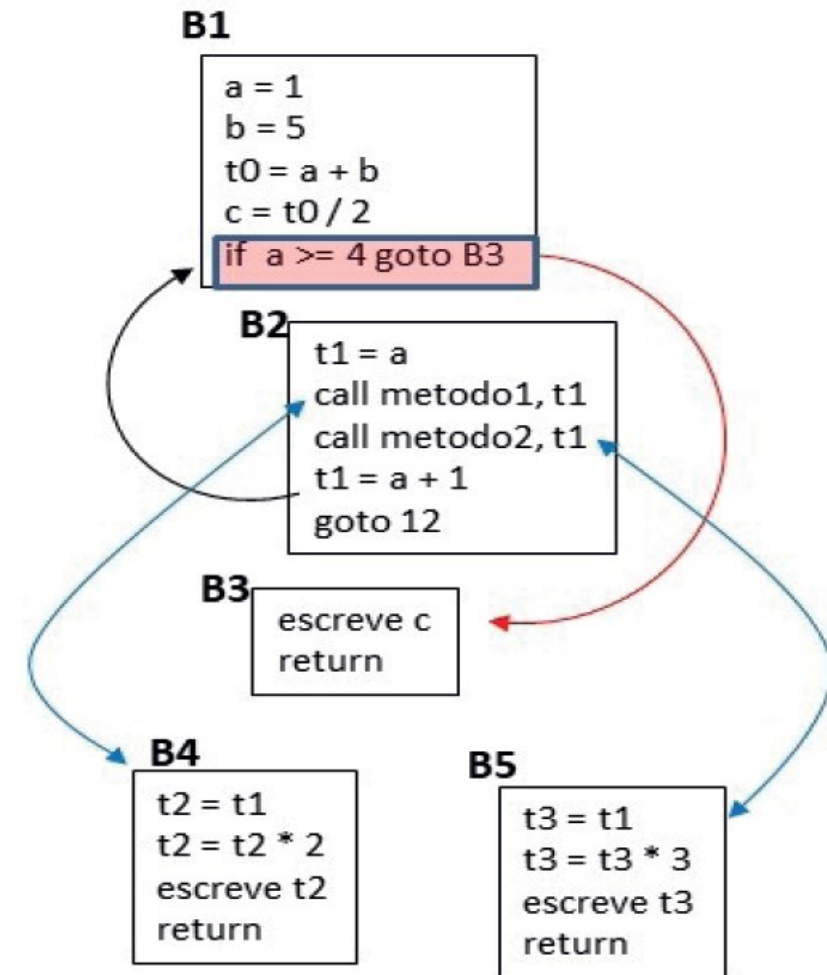 B1
a = 1
b = 5
t0 = a + b
c = t0 / 2
if a >= 4 goto B3
B2
t1 = a
call metodo1, t1
call metodo2, t1
t1 = a + 1
goto 12
B3
escreve c
return
B4
t2 = t1
t2 = t2 * 2
escreve t2
return
B5
t3 = t1
t3 = t3 * 3
escreve t3
return